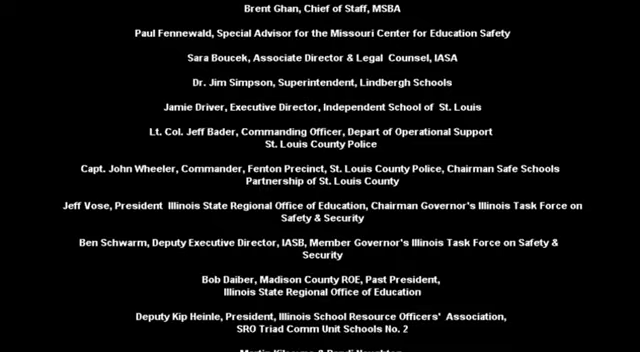 Brent Ghan, Chief of Staff, MSBA
Paul Fennewald, Special Advisor for the Missouri Center for Education Safety
Sara Boucek, Associate Director & Legal  Counsel, IASA
Dr. Jim Simpson, Superintendent, Lindbergh Schools
Jamie Driver, Executive Director, Independent School of  St. Louis
Lt. Col. Jeff Bader, Commanding Officer, Depart of Operational Support
St. Louis County Police
Capt. John Wheeler, Commander, Fenton Precinct, St. Louis County Police, Chairman Safe Schools
Partnership of St. Louis County
Jeff Vose, President  Illinois State Regional Office of Education, Chairman Governor's Illinois Task Force on
Safety & Security
Ben Schwarm, Deputy Executive Director, IASB, Member Governor's Illinois Task Force on Safety &
Security
Bob Daiber, Madison County ROE, Past President,
Illinois State Regional Office of Education
Deputy Kip Heinle, President, Illinois School Resource Officers'  Association,
SRO Triad Comm Unit Schools No. 2